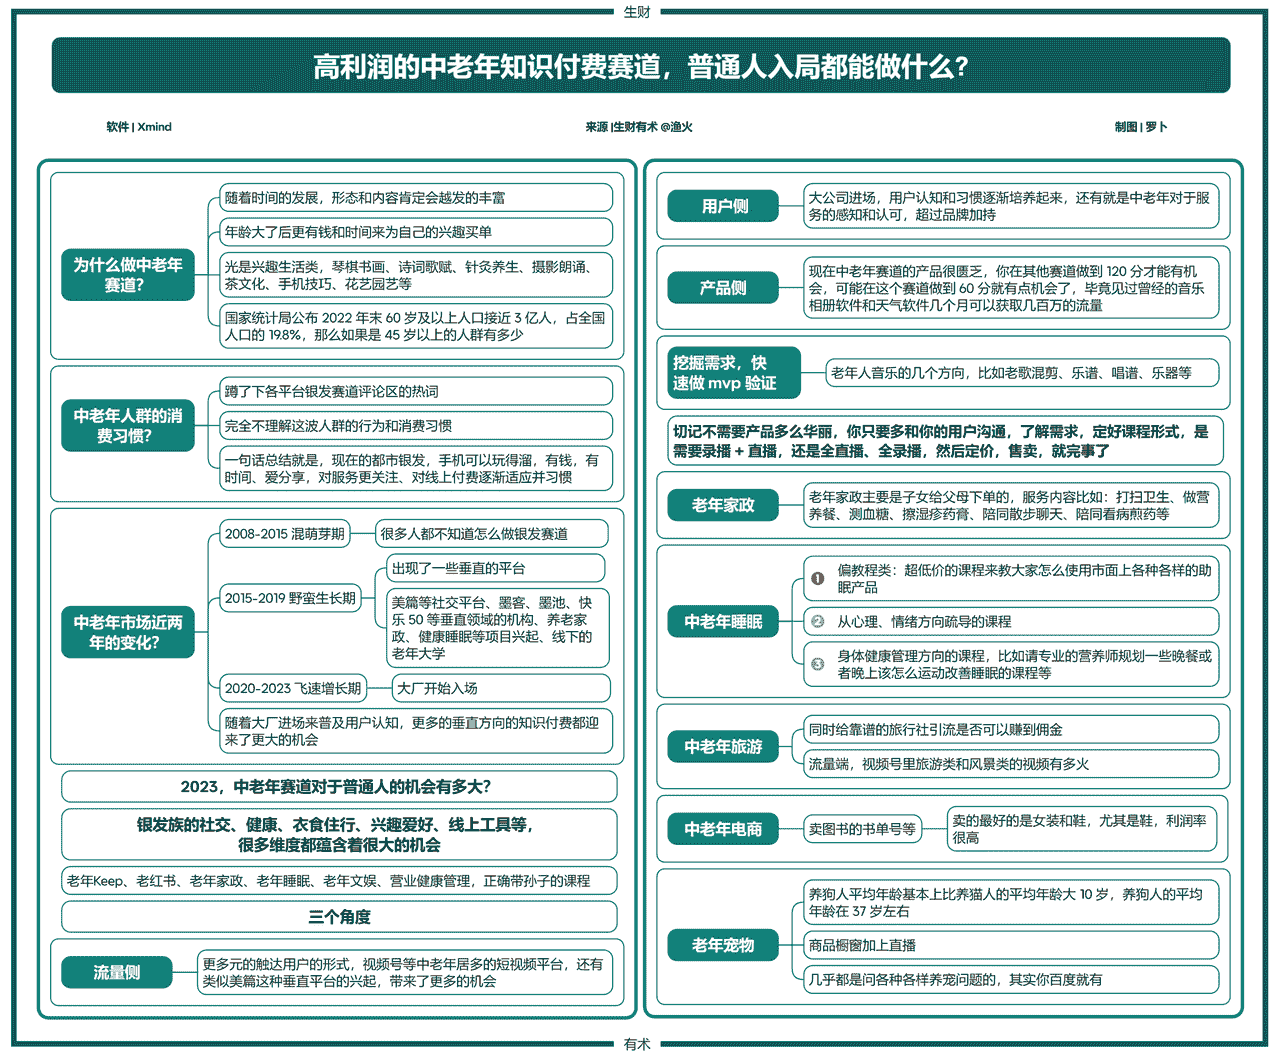 生财
高利润的中老年知识付费赛道，普通人入局都能做什么？
软件 | Xmind
来源 |生财有术 @渔火
制图 | 罗卜
为什么做中老年
赛道？
随着时间的发展，形态和内容肯定会越发的丰富
年龄大了后更有钱和时间来为自己的兴趣买单
光是兴趣生活类，琴棋书画、诗词歌赋、针灸养生、摄影朗诵、
茶文化、手机技巧、花艺园艺等
国家统计局公布 2022 年末 60 岁及以上人口接近 3 亿人，占全国
人口的 19.8%，那么如果是 45 岁以上的人群有多少
中老年人群的消
费习惯？
蹲了下各平台银发赛道评论区的热词
完全不理解这波人群的行为和消费习惯
一句话总结就是，现在的都市银发，手机可以玩得溜，有钱，有
时间、爱分享，对服务更关注、对线上付费逐渐适应并习惯
中老年市场近两
年的变化？
2008-2015 混萌芽期
很多人都不知道怎么做银发赛道
2015-2019 野蛮生长期
出现了一些垂直的平台
美篇等社交平台、墨客、墨池、快
乐 50 等垂直领域的机构、养老家
政、健康睡眠等项目兴起、线下的
老年大学
2020-2023 飞速增长期
大厂开始入场
随着大厂进场来普及用户认知，更多的垂直方向的知识付费都迎
来了更大的机会
2023，中老年赛道对于普通人的机会有多大？
银发族的社交、健康、衣食住行、兴趣爱好、线上工具等，
很多维度都蕴含着很大的机会
老年Keep、老红书、老年家政、老年睡眠、老年文娱、营业健康管理，正确带孙子的课程
三个角度
流量侧
更多元的触达用户的形式，视频号等中老年居多的短视频平台，还有
类似美篇这种垂直平台的兴起，带来了更多的机会
用户侧
大公司进场，用户认知和习惯逐渐培养起来，还有就是中老年对于服
务的感知和认可，超过品牌加持
产品侧
现在中老年赛道的产品很匮乏，你在其他赛道做到 120 分才能有机
会，可能在这个赛道做到 60 分就有点机会了，毕竟见过曾经的音乐
相册软件和天气软件几个月可以获取几百万的流量
挖掘需求，快
速做 mvp 验证
老年人音乐的几个方向，比如老歌混剪、乐谱、唱谱、乐器等
切记不需要产品多么华丽，你只要多和你的用户沟通，了解需求，定好课程形式，是
需要录播 + 直播，还是全直播、全录播，然后定价，售卖，就完事了
老年家政
老年家政主要是子女给父母下单的，服务内容比如：打扫卫生、做营
养餐、测血糖、擦湿疹药膏、陪同散步聊天、陪同看病煎药等
中老年睡眠
1 偏教程类：超低价的课程来教大家怎么使用市面上各种各样的助
眠产品
2 从心理、情绪方向疏导的课程
3 身体健康管理方向的课程，比如请专业的营养师规划一些晚餐或
者晚上该怎么运动改善睡眠的课程等
中老年旅游
同时给靠谱的旅行社引流是否可以赚到佣金
流量端，视频号里旅游类和风景类的视频有多火
中老年电商
卖图书的书单号等
卖的最好的是女装和鞋，尤其是鞋，利润率
很高
老年宠物
养狗人平均年龄基本上比养猫人的平均年龄大 10 岁，养狗人的平均
年龄在 37 岁左右
商品橱窗加上直播
几乎都是问各种各样养宠问题的，其实你百度就有
有术